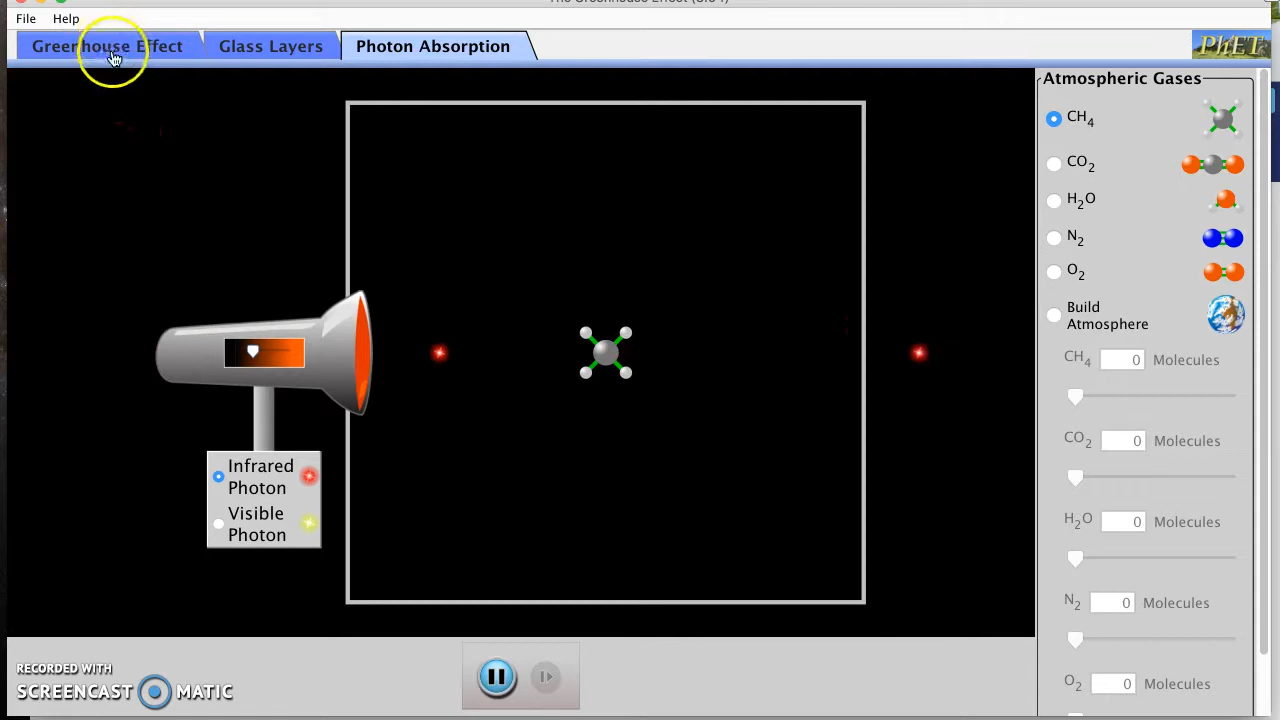 File Help
Greenhouse Effect Glass Layers Photon Absorption
PhET
Atmospheric Gases
CH4
CO2
H2O
N2
O2
Build
Atmosphere
CH4 0 Molecules
CO2 0 Molecules
H2O 0 Molecules
N2 0 Molecules
O2 0 Molecules
Infrared
Photon
Visible
Photon
RECORDED WITH
SCREENCAST MATIC